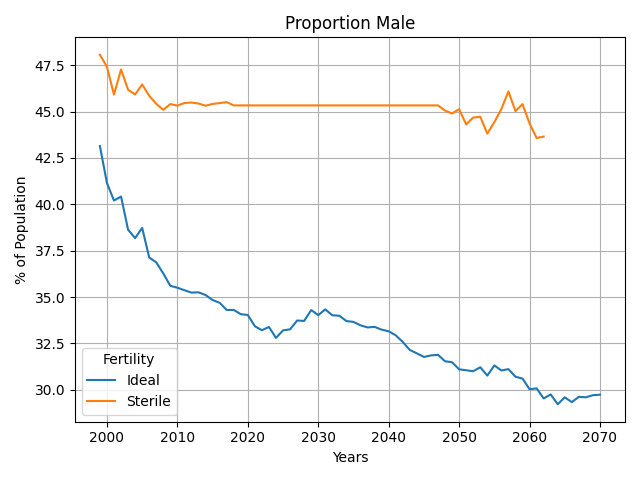 Proportion Male
% of Population
47.5
45.0
42.5
40.0
37.5
35.0
32.5
30.0
Fertility
Ideal
Sterile
2000 2010 2020 2030 2040 2050 2060 2070
Years